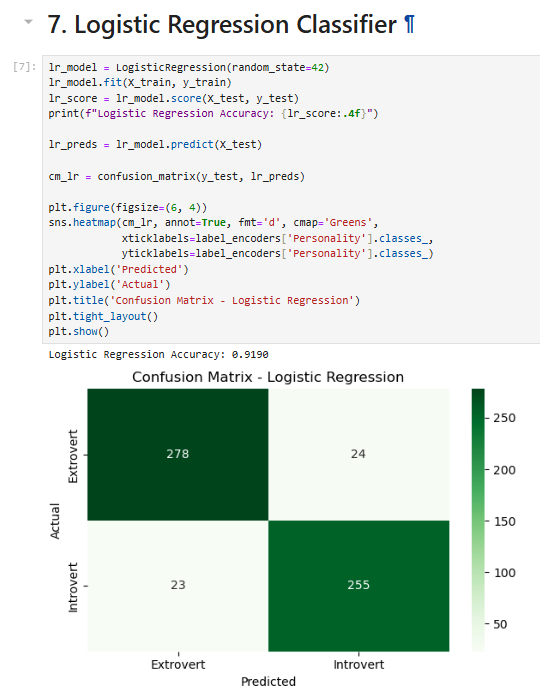 7. Logistic Regression Classifier ¶
[7]:
lr_model = LogisticRegression(random_state=42)
lr_model.fit(X_train, y_train)
lr_score = lr_model.score(X_test, y_test)
print(f"Logistic Regression Accuracy: {lr_score:.4f}")
lr_preds = lr_model.predict(X_test)
cm_lr = confusion_matrix(y_test, lr_preds)
plt.figure(figsize=(6, 4))
sns.heatmap(cm_lr, annot=True, fmt='d', cmap='Greens',
xticklabels=label_encoders['Personality'].classes_,
yticklabels=label_encoders['Personality'].classes_)
plt.xlabel('Predicted')
plt.ylabel('Actual')
plt.title('Confusion Matrix - Logistic Regression')
plt.tight_layout()
plt.show()
Logistic Regression Accuracy: 0.9190
Confusion Matrix - Logistic Regression
Actual
Extrovert
278
24
Introvert
23
255
Extrovert
Introvert
Predicted
250
200
150
100
50